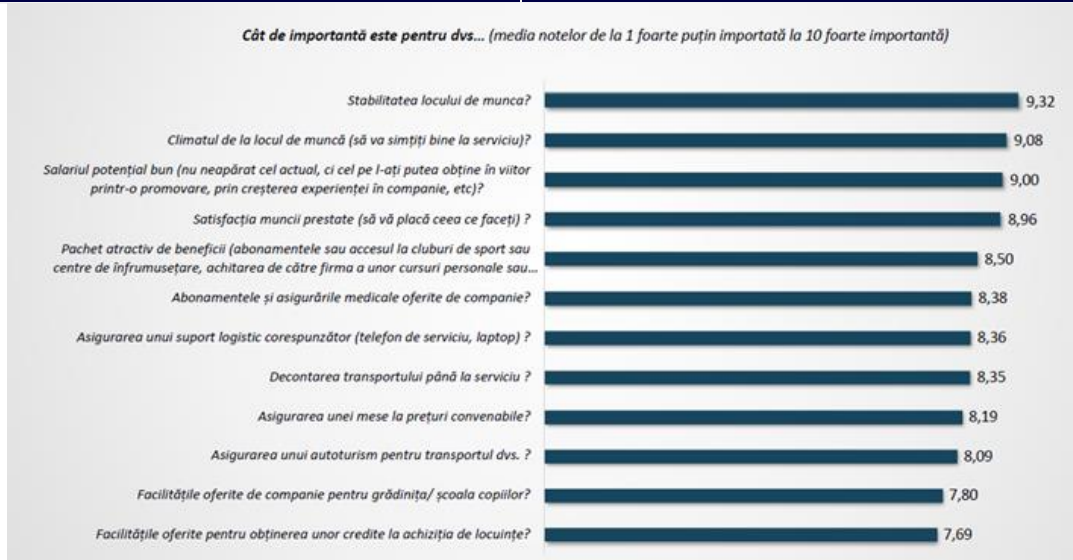 Cât de importantă este pentru dvs... (media notelor de la 1 foarte puțin importată la 10 foarte importantă)
Stabilitatea locului de munca?
9,32
Climatul de la locul de muncă (să va simțiți bine la serviciu)?
9,08
Salariul potențial bun (nu neapărat cel actual, ci cel pe l-ați putea obține în viitor
printr-o promovare, prin creșterea experienței în companie, etc)?
9,00
Satisfacția muncii prestate (să vă placă ceea ce faceți) ?
8,96
Pachet atractiv de beneficii (abonamentele sau accesul la cluburi de sport sau
centre de înfrumusețare, achitarea de către firma a unor cursuri personale sau...
8,50
Abonamentele și asigurările medicale oferite de companie?
8,38
Asigurarea unui suport logistic corespunzător (telefon de serviciu, laptop) ?
8,36
Decontarea transportului până la serviciu ?
8,35
Asigurarea unei mese la prețuri convenabile?
8,19
Asigurarea unui autoturism pentru transportul dvs. ?
8,09
Facilitățile oferite de companie pentru grădinița/ școala copiilor?
7,80
Facilitățile oferite pentru obținerea unor credite la achiziția de locuințe?
7,69